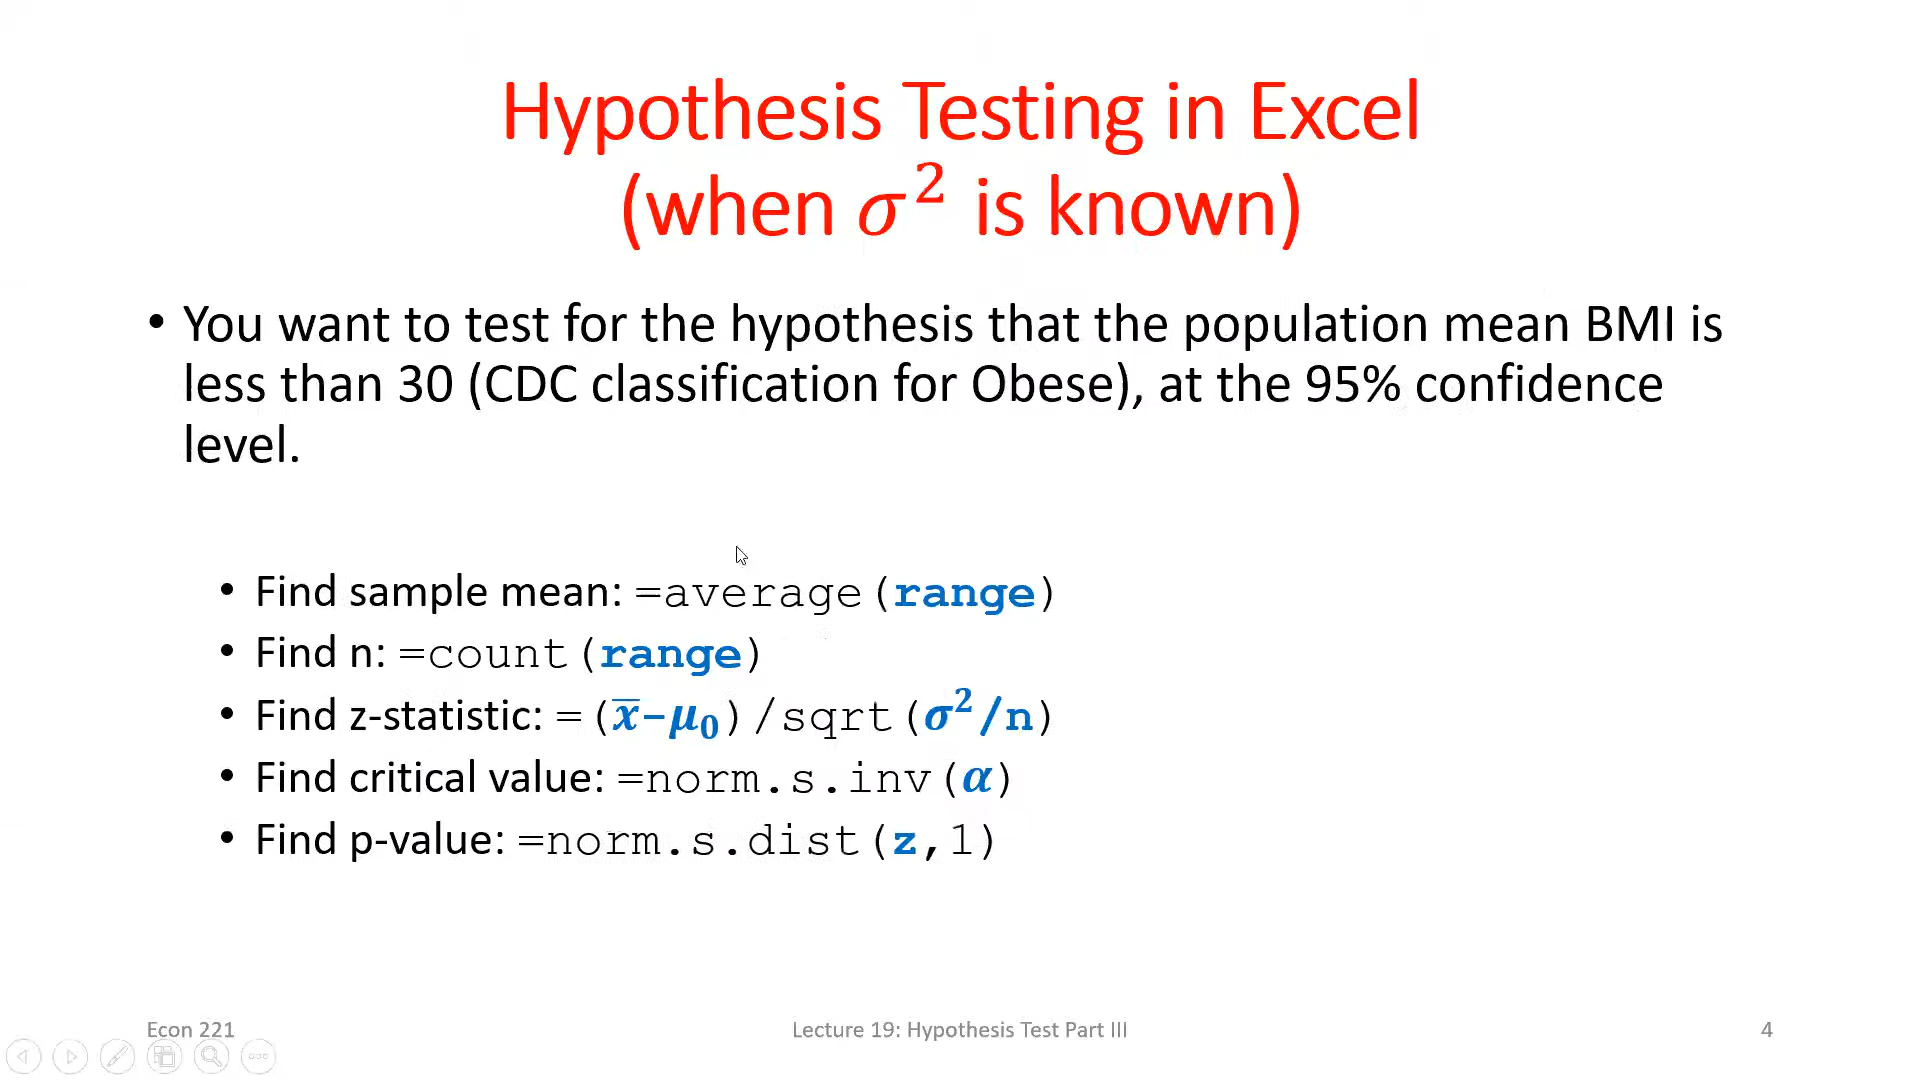 Hypothesis Testing in Excel
(when σ² is known)
• You want to test for the hypothesis that the population mean BMI is
less than 30 (CDC classification for Obese), at the 95% confidence
level.
• Find sample mean: =average(range)
• Find n: =count(range)
• Find z-statistic: =(x̅-μ₀)/sqrt(σ²/n)
• Find critical value: =norm.s.inv(α)
• Find p-value: =norm.s.dist(z,1)
Econ 221
Lecture 19: Hypothesis Test Part III
4